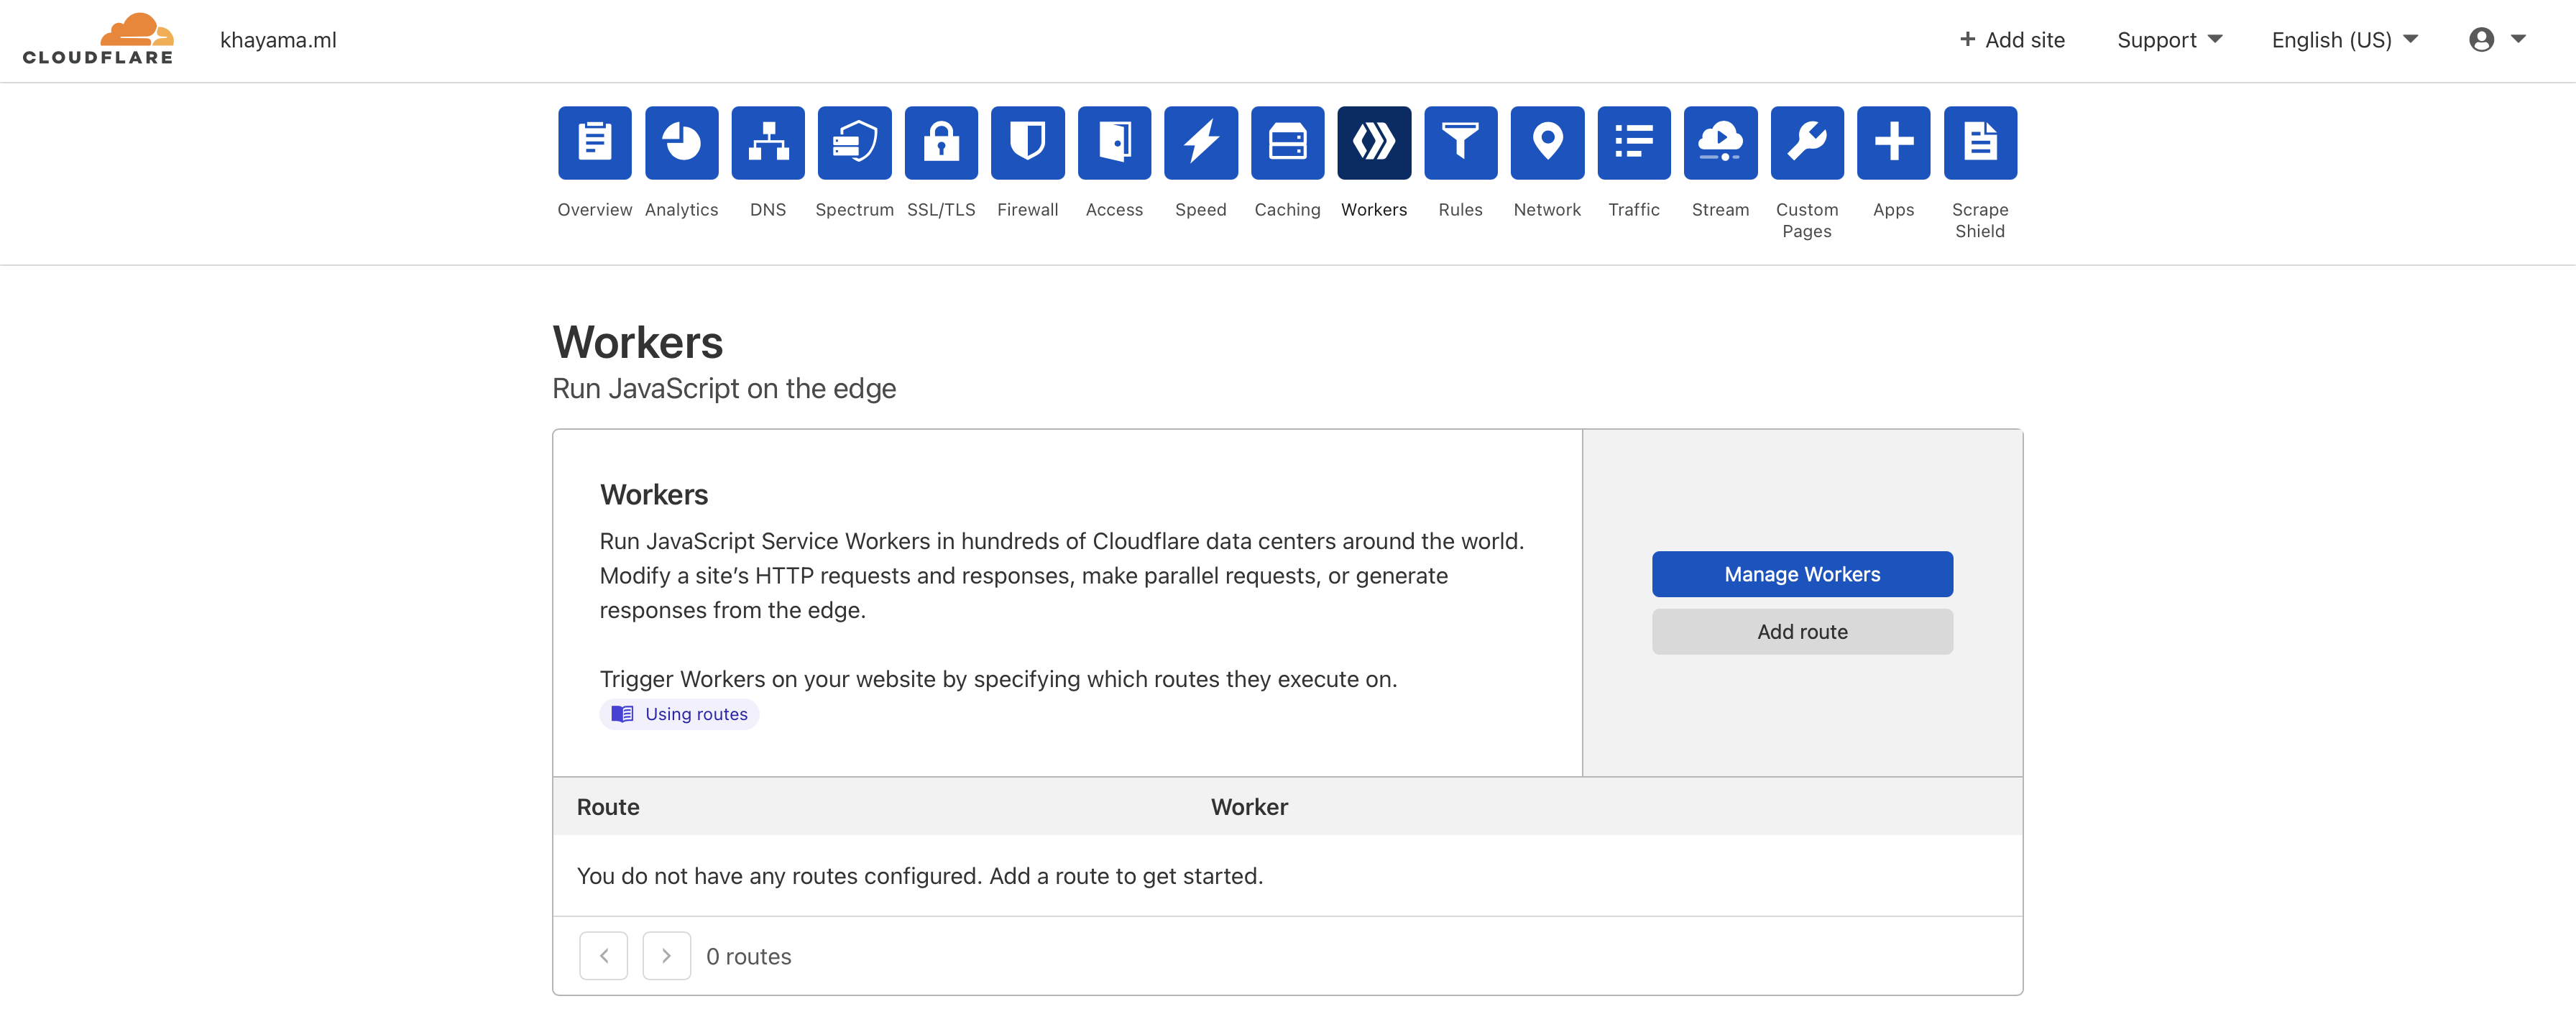 CLOUDFLARE
khayama.ml
Add site
Support
English (US)
Overview
Analytics
DNS
Spectrum
SSL/TLS
Firewall
Access
Speed
Caching
Workers
Rules
Network
Traffic
Stream
Custom
Pages
Apps
Scrape
Shield
Workers
Run JavaScript on the edge
Workers
Run JavaScript Service Workers in hundreds of Cloudflare data centers around the world.
Modify a site’s HTTP requests and responses, make parallel requests, or generate
responses from the edge.
Trigger Workers on your website by specifying which routes they execute on.
Using routes
Manage Workers
Add route
Route
Worker
You do not have any routes configured. Add a route to get started.
0 routes